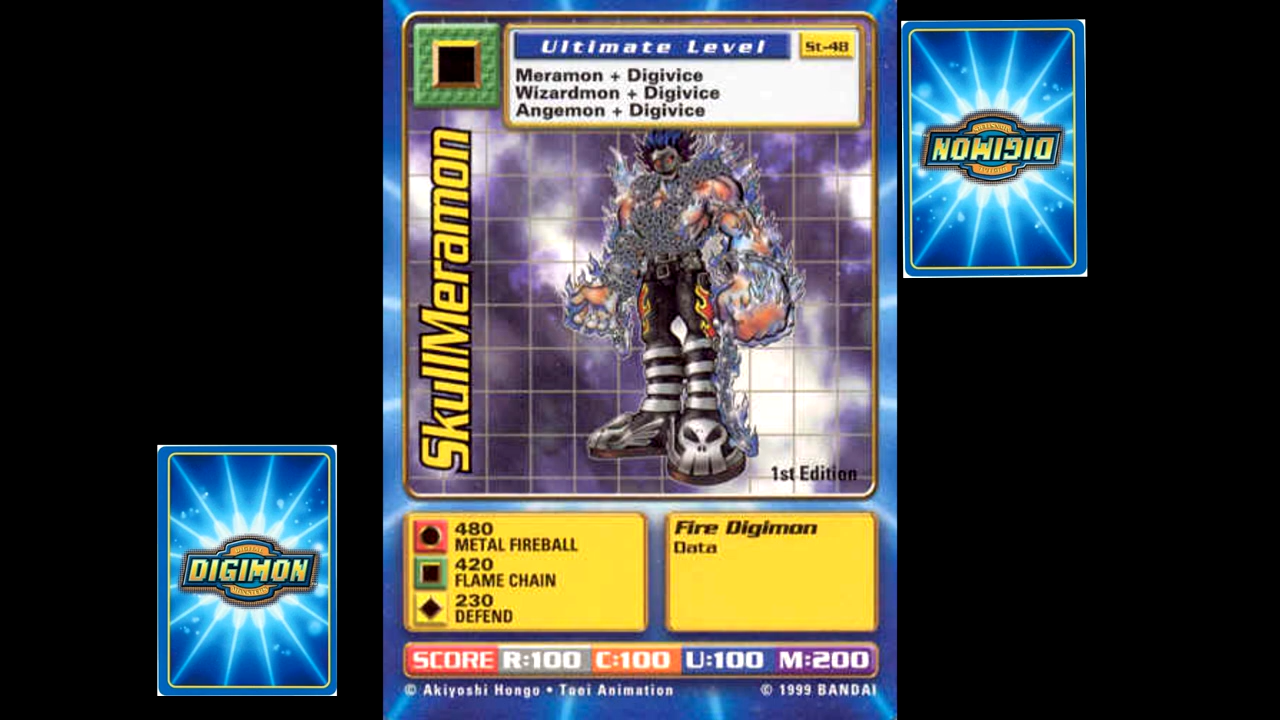 Ultimate Level
St-48
Meramon + Digivice
Wizardmon + Digivice
Angemon + Digivice
SkullMeramon
1st Edition
480
METAL FIREBALL
420
FLAME CHAIN
230
DEFEND
Fire Digimon
Data
SCORE R:100 C:100 U:100 M:200
© Akiyoshi Hongo • Toei Animation © 1999 BANDAI
DIGIMON
DIGIMON